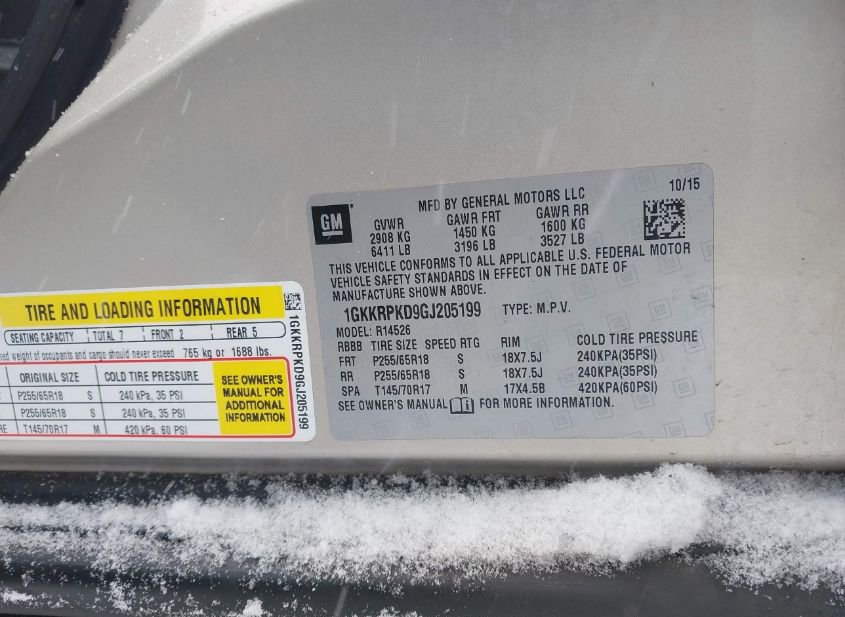 GM
MFD BY GENERAL MOTORS LLC
10/15
GVWR GAWR FRT GAWR RR
2908 KG 1450 KG 1600 KG
6411 LB 3196 LB 3527 LB
THIS VEHICLE CONFORMS TO ALL APPLICABLE U.S. FEDERAL MOTOR
VEHICLE SAFETY STANDARDS IN EFFECT ON THE DATE OF
MANUFACTURE SHOWN ABOVE.
1GKKRPKD9GJ205199 TYPE: M.P.V.
MODEL: R14526
RBBB TIRE SIZE SPEED RTG RIM COLD TIRE PRESSURE
FRT P255/65R18 S 18X7.5J 240KPA(35PSI)
RR P255/65R18 S 18X7.5J 240KPA(35PSI)
SPA T145/70R17 M 17X4.5B 420KPA(60PSI)
SEE OWNER'S MANUAL FOR MORE INFORMATION.
TIRE AND LOADING INFORMATION
SEATING CAPACITY TOTAL 7 FRONT 2 REAR 5
weight of occupants and cargo should never exceed 765 kg or 1688 lbs.
ORIGINAL SIZE COLD TIRE PRESSURE
P255/65R18 S 240 kPa, 35 PSI
P255/65R18 S 240 kPa, 35 PSI
T145/70R17 M 420 kPa, 60 PSI
SEE OWNER'S
MANUAL FOR
ADDITIONAL
INFORMATION
1GKKRPKD9GJ205199